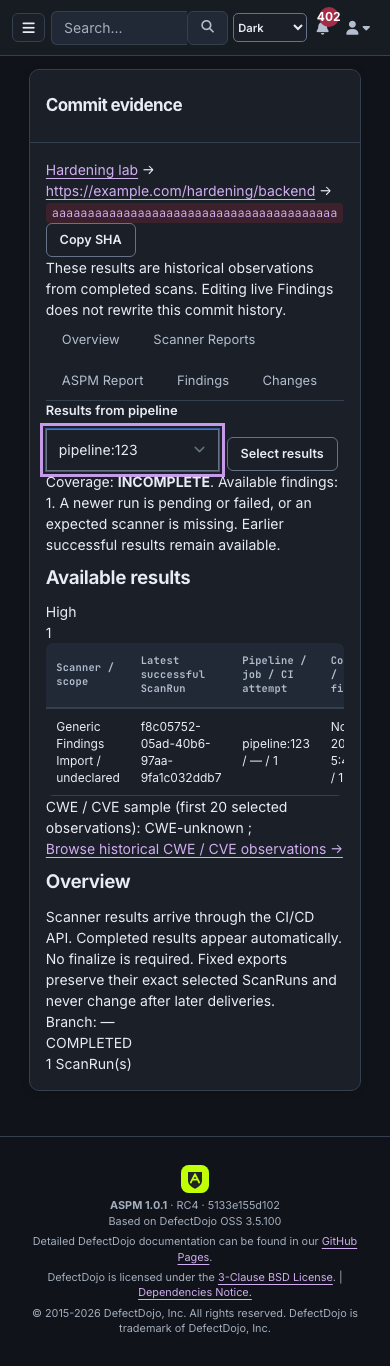 Search...
Dark
402
Commit evidence
Hardening lab →
https://example.com/hardening/backend →
aaaaaaaaaaaaaaaaaaaaaaaaaaaaaaaaaaaaaaaa
Copy SHA
These results are historical observations
from completed scans. Editing live Findings
does not rewrite this commit history.
Overview Scanner Reports
ASPM Report Findings Changes
Results from pipeline
pipeline:123 Select results
Coverage: INCOMPLETE. Available findings:
1. A newer run is pending or failed, or an
expected scanner is missing. Earlier
successful results remain available.
Available results
High
1
Scanner / scope
Latest successful ScanRun
Pipeline / job / CI attempt
Generic Findings Import / undeclared
f8c05752-05ad-40b6-97aa-9fa1c032ddb7
pipeline:123 / — / 1
CWE / CVE sample (first 20 selected
observations): CWE-unknown ;
Browse historical CWE / CVE observations →
Overview
Scanner results arrive through the CI/CD
API. Completed results appear automatically.
No finalize is required. Fixed exports
preserve their exact selected ScanRuns and
never change after later deliveries.
Branch: —
COMPLETED
1 ScanRun(s)
ASPM 1.0.1 · RC4 · 5133e155d102
Based on DefectDojo OSS 3.5.100
Detailed DefectDojo documentation can be found in our GitHub
Pages.
DefectDojo is licensed under the 3-Clause BSD License. |
Dependencies Notice.
© 2015-2026 DefectDojo, Inc. All rights reserved. DefectDojo is
trademark of DefectDojo, Inc.